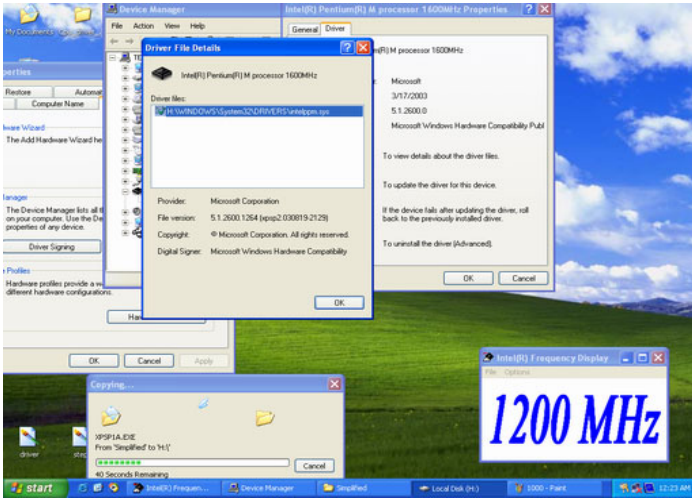 My Documents
Device Manager
File Action View Help
Intel(R) Pentium(R) M processor 1600MHz Properties
General Driver
m(R) M processor 1600MHz
Microsoft
3/17/2003
5.1.2600.0
Microsoft Windows Hardware Compatibility Publ
To view details about the driver files.
To update the driver for this device.
If the device fails after updating the driver, roll
back to the previously installed driver.
To uninstall the driver (Advanced).
OK Cancel
Driver File Details
Intel(R) Pentium(R) M processor 1600MHz
Driver files:
H:\WINDOWS\System32\DRIVERS\intelppm.sys
Provider: Microsoft Corporation
File version: 5.1.2600.1264 (xpsp2.030819-2129)
Copyright: © Microsoft Corporation. All rights reserved.
Digital Signer: Microsoft Windows Hardware Compatibility
OK
perties
Restore Automat
Computer Name
dware Wizard
The Add Hardware Wizard he
Manager
The Device Manager lists all t
on your computer. Use the De
properties of any device.
Driver Signing
Profiles
Hardware profiles provide a w
different hardware configurations.
Har
OK Cancel Apply
Copying...
XPSP1A.EXE
From 'Simplified' to 'H:\'
40 Seconds Remaining
Cancel
Intel(R) Frequency Display
File Options
1200 MHz
driver
step
start
Intel(R) Frequen...
Device Manager
Simplified
Local Disk (H:)
1000 - Paint
12:23 AM